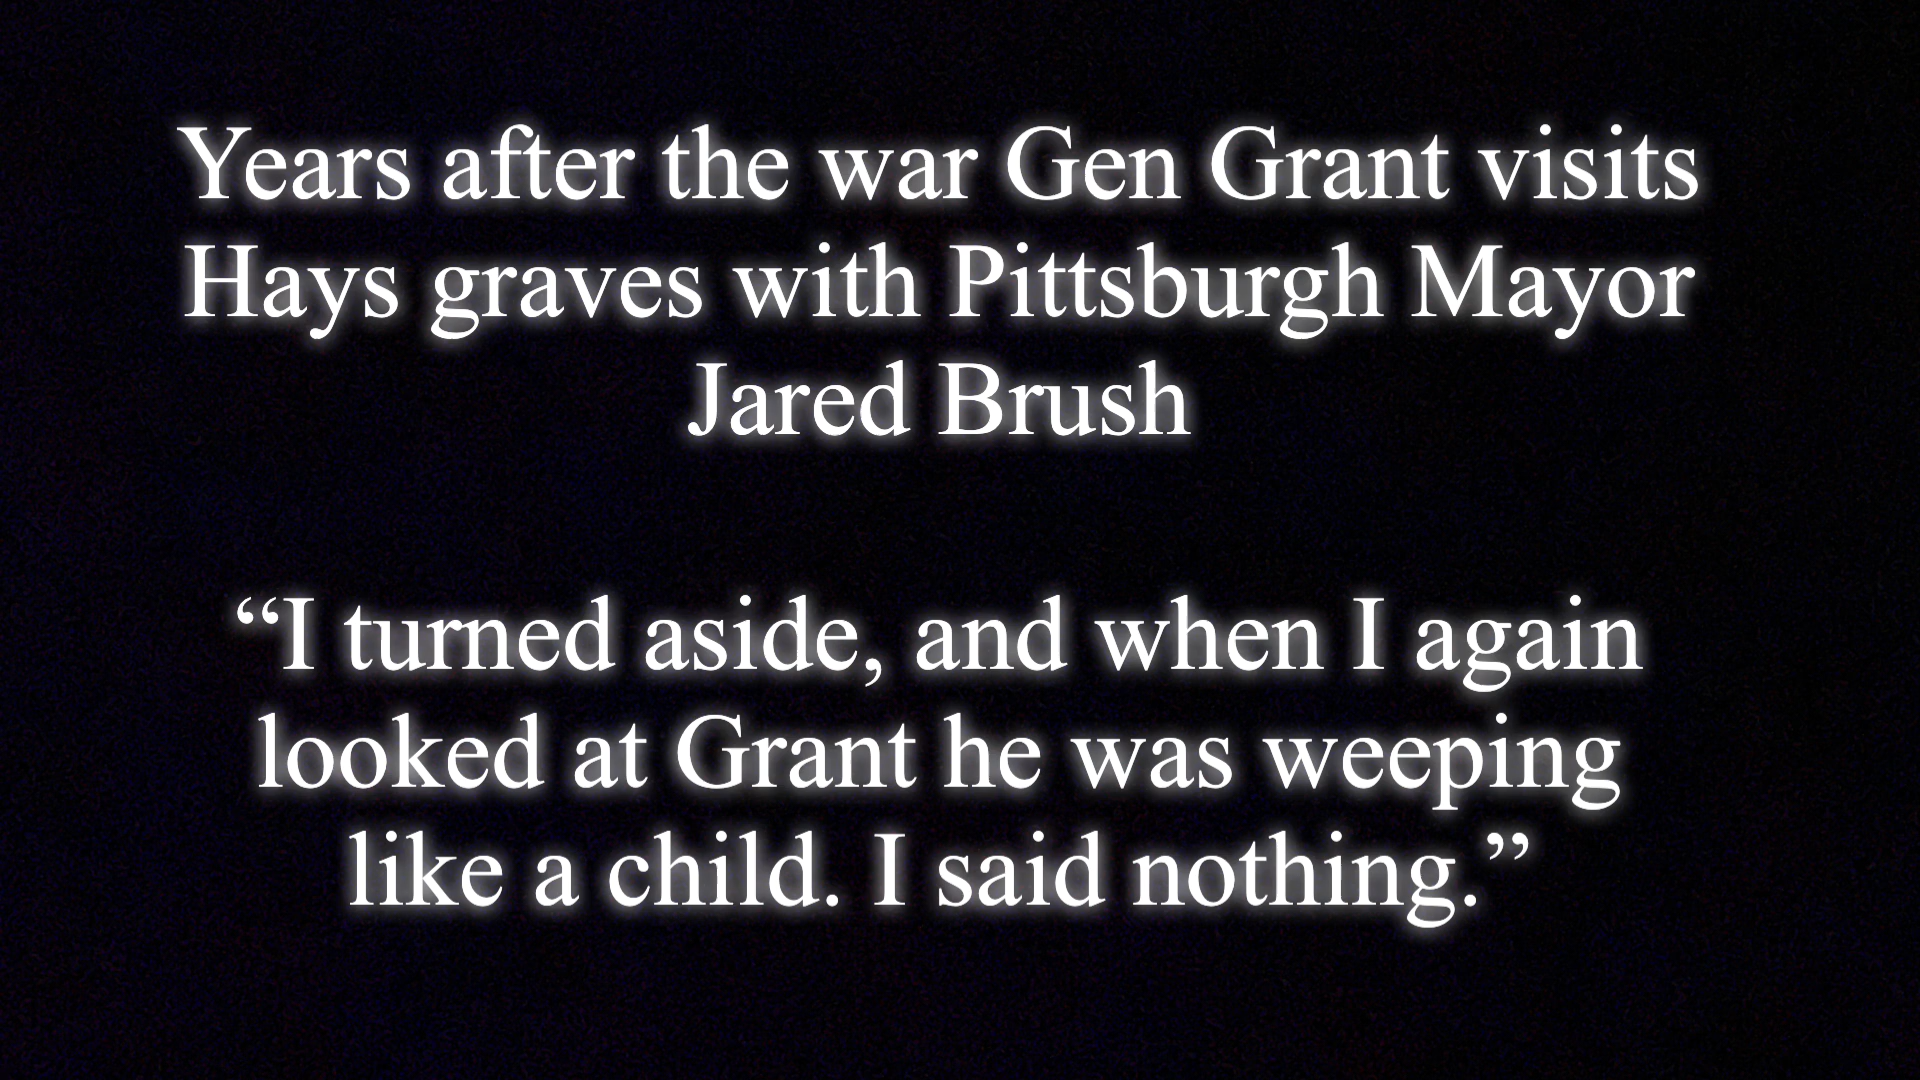 Years after the war Gen Grant visits
Hays graves with Pittsburgh Mayor
Jared Brush
“I turned aside, and when I again
looked at Grant he was weeping
like a child. I said nothing.”